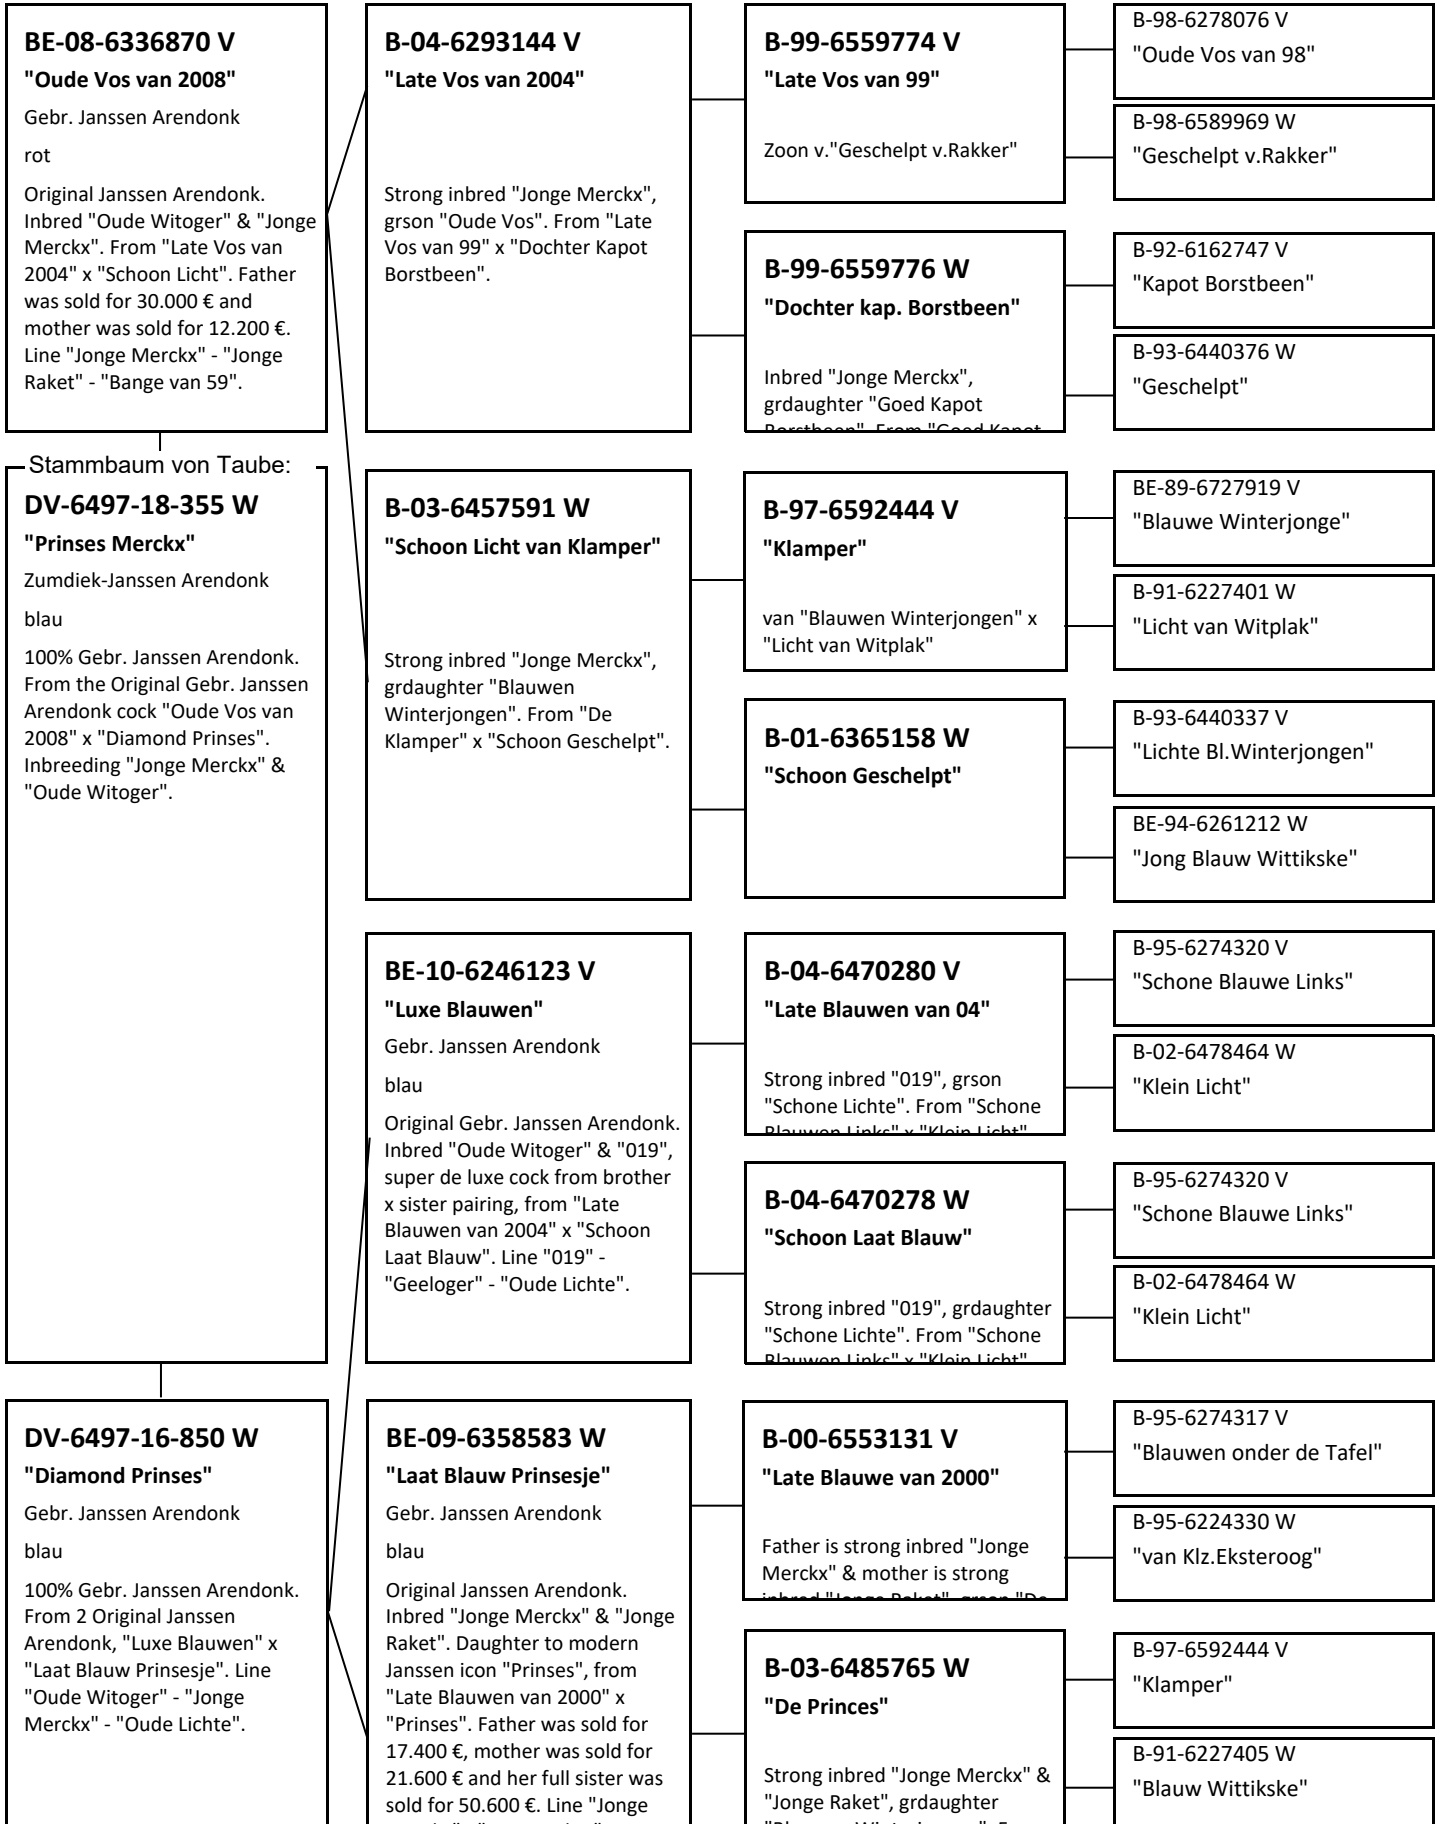 BE-08-6336870 V
"Oude Vos van 2008"
Gebr. Janssen Arendonk
rot
Original Janssen Arendonk.
Inbred "Oude Witoger" & "Jonge
Merckx". From "Late Vos van
2004" x "Schoon Licht". Father
was sold for 30.000 € and
mother was sold for 12.200 €.
Line "Jonge Merckx" - "Jonge
Raket" - "Bange van 59".
Stammbaum von Taube:
DV-6497-18-355 W
"Prinses Merckx"
Zumdiek-Janssen Arendonk
blau
100% Gebr. Janssen Arendonk.
From the Original Gebr. Janssen
Arendonk cock "Oude Vos van
2008" x "Diamond Prinses".
Inbreeding "Jonge Merckx" &
"Oude Witoger".
DV-6497-16-850 W
"Diamond Prinses"
Gebr. Janssen Arendonk
blau
100% Gebr. Janssen Arendonk.
From 2 Original Janssen
Arendonk, "Luxe Blauwen" x
"Laat Blauw Prinsesje". Line
"Oude Witoger" - "Jonge
Merckx" - "Oude Lichte".
B-04-6293144 V
"Late Vos van 2004"
Strong inbred "Jonge Merckx",
grson "Oude Vos". From "Late
Vos van 99" x "Dochter Kapot
Borstbeen".
B-03-6457591 W
"Schoon Licht van Klamper"
Strong inbred "Jonge Merckx",
grdaughter "Blauwen
Winterjongen". From "De
Klamper" x "Schoon Geschelpt".
BE-10-6246123 V
"Luxe Blauwen"
Gebr. Janssen Arendonk
blau
Original Gebr. Janssen Arendonk.
Inbred "Oude Witoger" & "019",
super de luxe cock from brother
x sister pairing, from "Late
Blauwen van 2004" x "Schoon
Laat Blauw". Line "019" -
"Geeloger" - "Oude Lichte".
BE-09-6358583 W
"Laat Blauw Prinsesje"
Gebr. Janssen Arendonk
blau
Original Janssen Arendonk.
Inbred "Jonge Merckx" & "Jonge
Raket". Daughter to modern
Janssen icon "Prinses", from
"Late Blauwen van 2000" x
"Prinses". Father was sold for
17.400 €, mother was sold for
21.600 € and her full sister was
sold for 50.600 €. Line "Jonge
B-99-6559774 V
"Late Vos van 99"
Zoon v."Geschelpt v.Rakker"
B-99-6559776 W
"Dochter kap. Borstbeen"
Inbred "Jonge Merckx",
grdaughter "Goed Kapot
Borstbeen". From "Goed Kapot
B-97-6592444 V
"Klamper"
van "Blauwen Winterjongen" x
"Licht van Witplak"
B-01-6365158 W
"Schoon Geschelpt"
B-04-6470280 V
"Late Blauwen van 04"
Strong inbred "019", grson
"Schone Lichte". From "Schone
Blauwen Links" x "Klein Licht"
B-04-6470278 W
"Schoon Laat Blauw"
Strong inbred "019", grdaughter
"Schone Lichte". From "Schone
Blauwen Links" x "Klein Licht"
B-00-6553131 V
"Late Blauwe van 2000"
Father is strong inbred "Jonge
Merckx" & mother is strong
inbred "Jonge Raket", grson "De
B-03-6485765 W
"De Princes"
Strong inbred "Jonge Merckx" &
"Jonge Raket", grdaughter
B-98-6278076 V
"Oude Vos van 98"
B-98-6589969 W
"Geschelpt v.Rakker"
B-92-6162747 V
"Kapot Borstbeen"
B-93-6440376 W
"Geschelpt"
BE-89-6727919 V
"Blauwe Winterjonge"
B-91-6227401 W
"Licht van Witplak"
B-93-6440337 V
"Lichte Bl.Winterjongen"
BE-94-6261212 W
"Jong Blauw Wittikske"
B-95-6274320 V
"Schone Blauwe Links"
B-02-6478464 W
"Klein Licht"
B-95-6274320 V
"Schone Blauwe Links"
B-02-6478464 W
"Klein Licht"
B-95-6274317 V
"Blauwen onder de Tafel"
B-95-6224330 W
"van Klz.Eksteroog"
B-97-6592444 V
"Klamper"
B-91-6227405 W
"Blauw Wittikske"